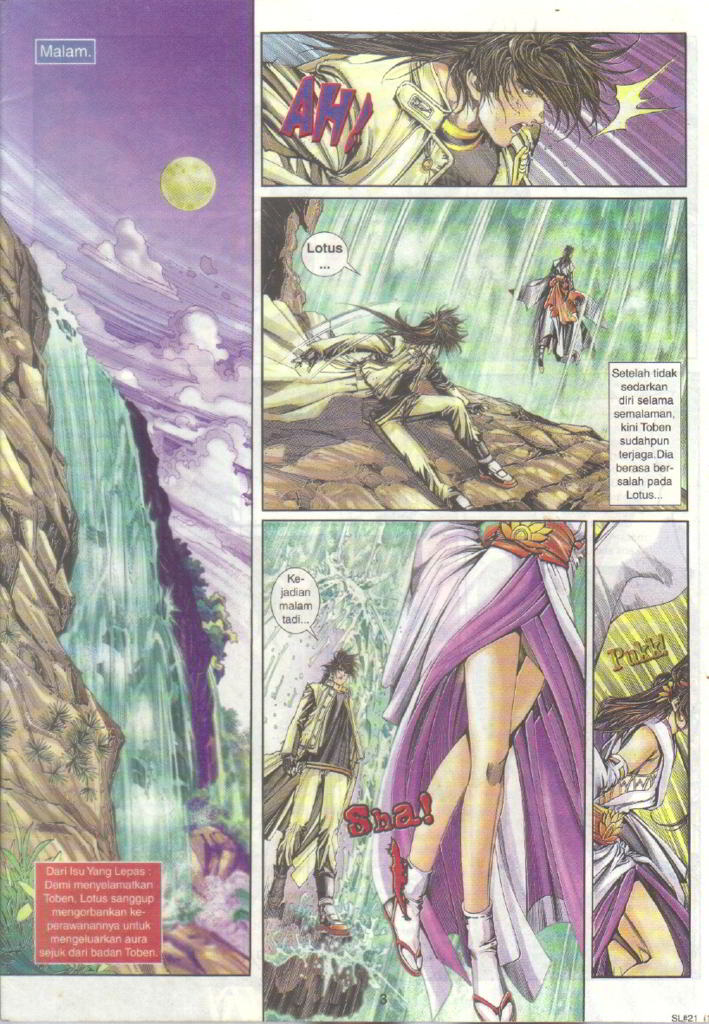 Malam.
AH!
Lotus
...
Setelah tidak
sedarkan
diri selama
semalaman,
kini Toben
sudahpun
terjaga.Dia
berasa ber-
salah pada
Lotus...
Ke-
jadian
malam
tadi...
Sha!
Pukk!
Dari Isu Yang Lepas :
Demi menyelamatkan
Toben, Lotus sanggup
mengorbankan ke-
perawanannya untuk
mengeluarkan aura
sejuk dari badan Toben.
3
SL#21